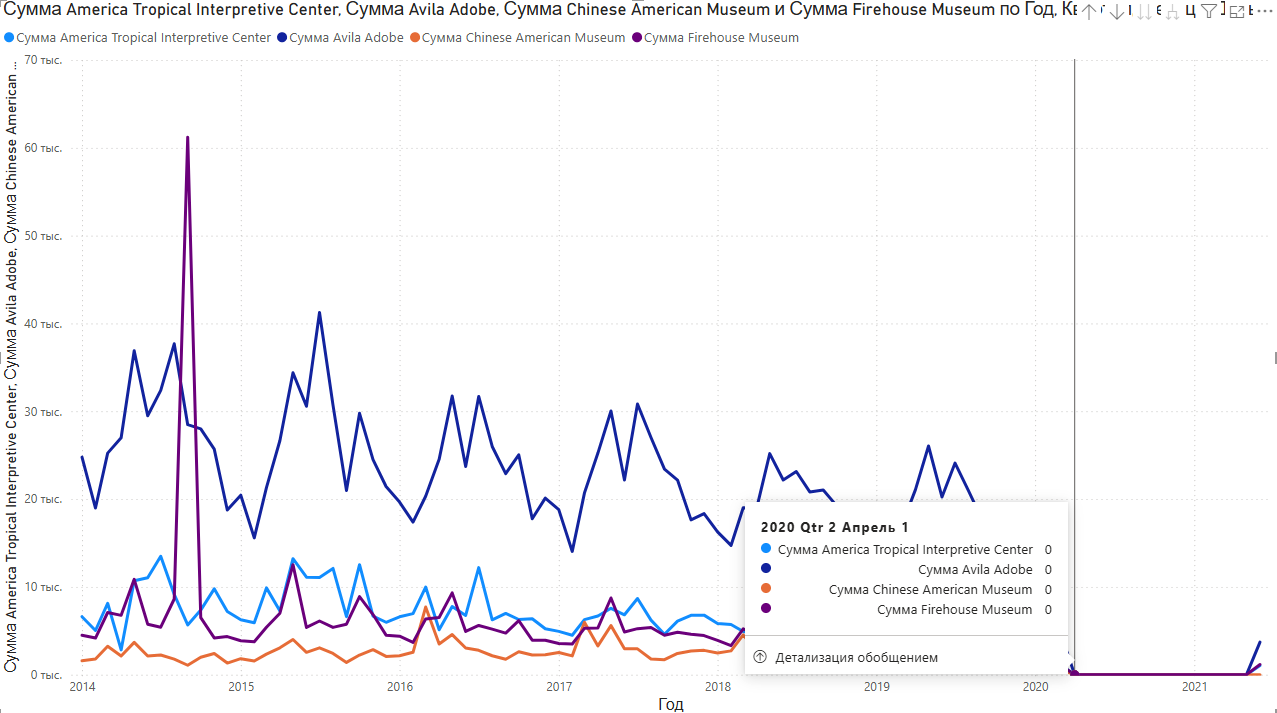 Сумма America Tropical Interpretive Center, Сумма Avila Adobe, Сумма Chinese American Museum и Сумма Firehouse Museum по Год,
Сумма America Tropical Interpretive Center Сумма Avila Adobe Сумма Chinese American Museum Сумма Firehouse Museum
Сумма America Tropical Interpretive Center, Сумма Avila Adobe, Сумма Chinese American ...
70 тыс.
60 тыс.
50 тыс.
40 тыс.
30 тыс.
20 тыс.
10 тыс.
0 тыс.
2020 Qtr 2 Апрель 1
Сумма America Tropical Interpretive Center 0
Сумма Avila Adobe 0
Сумма Chinese American Museum 0
Сумма Firehouse Museum 0
Детализация обобщением
2014 2015 2016 2017 2018 2019 2020 2021
Год